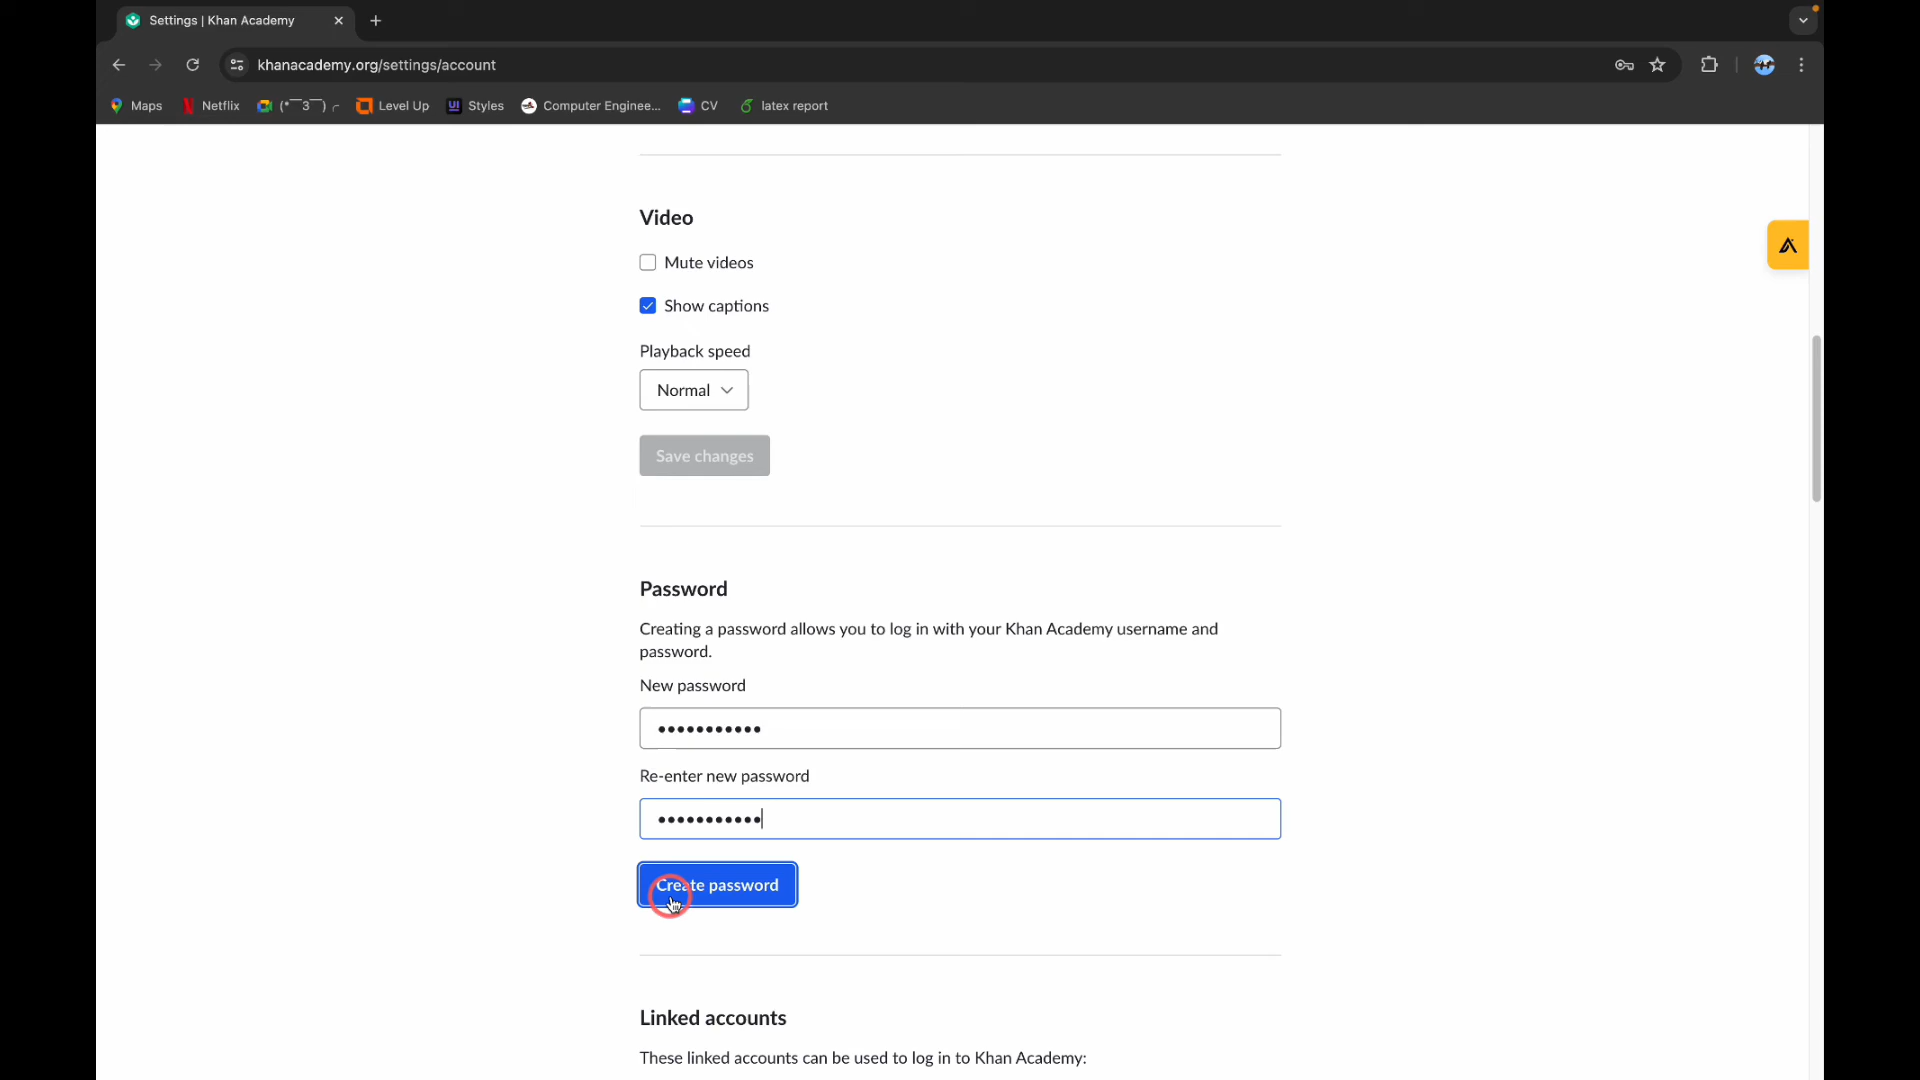 Settings | Khan Academy
khanacademy.org/settings/account
Maps
Netflix
Level Up
UI Styles
Computer Enginee...
CV
latex report
Video
Mute videos
Show captions
Playback speed
Normal
Save changes
Password
Creating a password allows you to log in with your Khan Academy username and
password.
New password
•••••••••••
Re-enter new password
•••••••••••
Create password
Linked accounts
These linked accounts can be used to log in to Khan Academy: